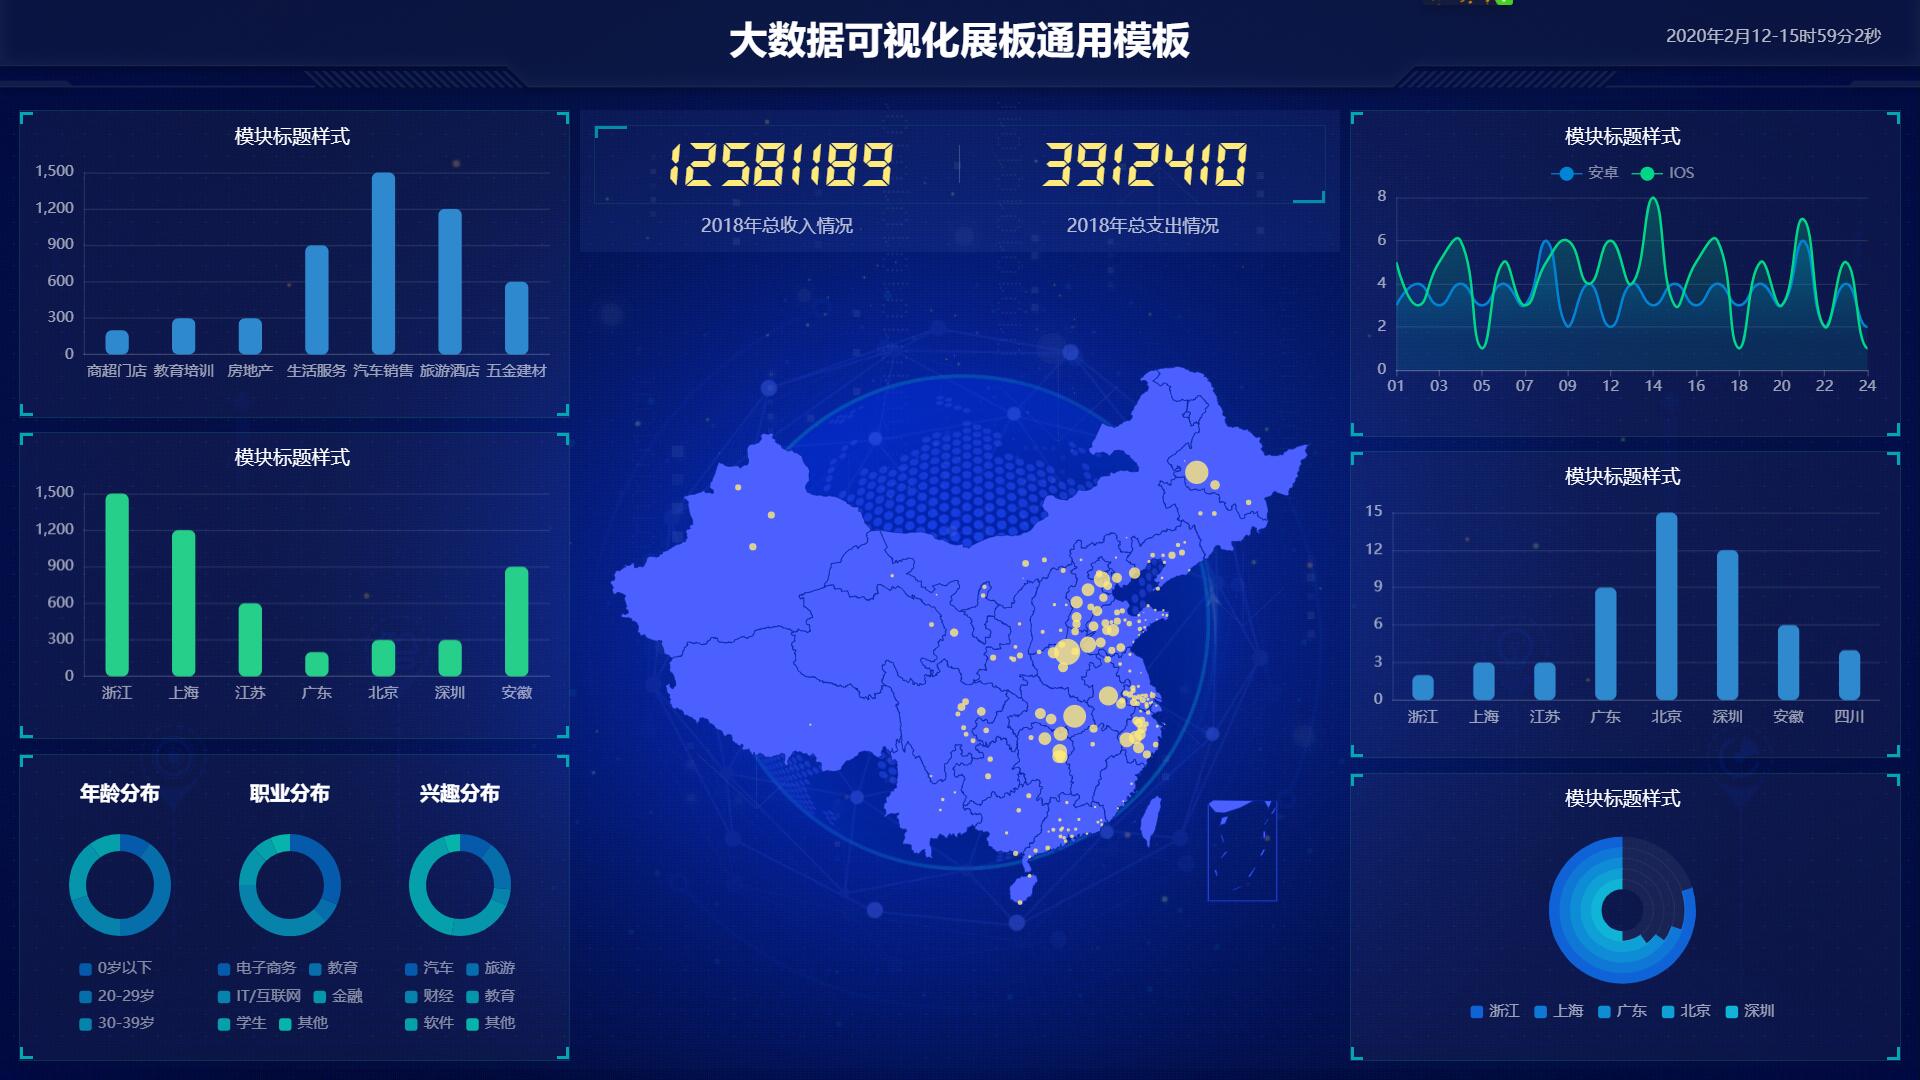 大数据可视化展板通用模板
2020年2月12-15时59分2秒
模块标题样式
1,500
1,200
900
600
300
0
商超门店 教育培训 房地产 生活服务 汽车销售 旅游酒店 五金建材
模块标题样式
1,500
1,200
900
600
300
0
浙江 上海 江苏 广东 北京 深圳 安徽
年龄分布 职业分布 兴趣分布
0岁以下
20-29岁
30-39岁
电子商务 教育
IT/互联网 金融
学生 其他
汽车 旅游
财经 教育
软件 其他
12581189
2018年总收入情况
3912410
2018年总支出情况
模块标题样式
安卓 IOS
8
6
4
2
0
01 03 05 07 09 12 14 16 18 20 22 24
模块标题样式
15
12
9
6
3
0
浙江 上海 江苏 广东 北京 深圳 安徽 四川
模块标题样式
浙江 上海 广东 北京 深圳